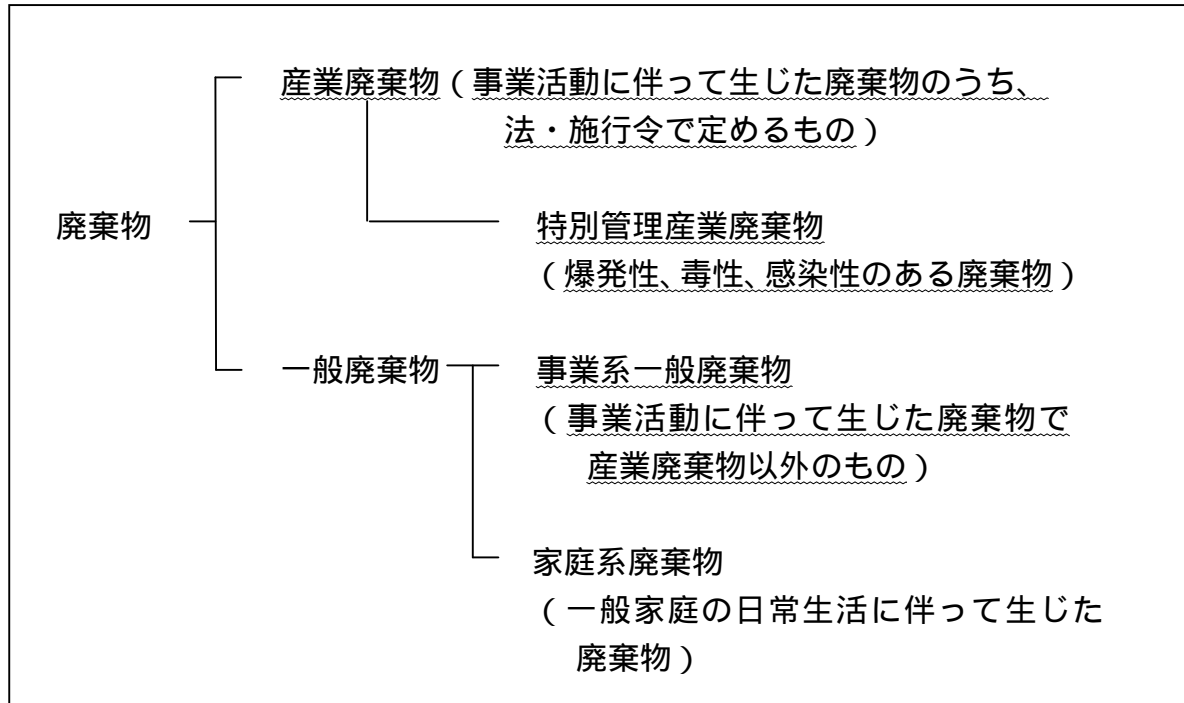 産業廃棄物(事業活動に伴って生じた廃棄物のうち、
法・施行令で定めるもの)
廃棄物
特別管理産業廃棄物
(爆発性、毒性、感染性のある廃棄物)
一般廃棄物
事業系一般廃棄物
(事業活動に伴って生じた廃棄物で
産業廃棄物以外のもの)
家庭系廃棄物
(一般家庭の日常生活に伴って生じた
廃棄物)